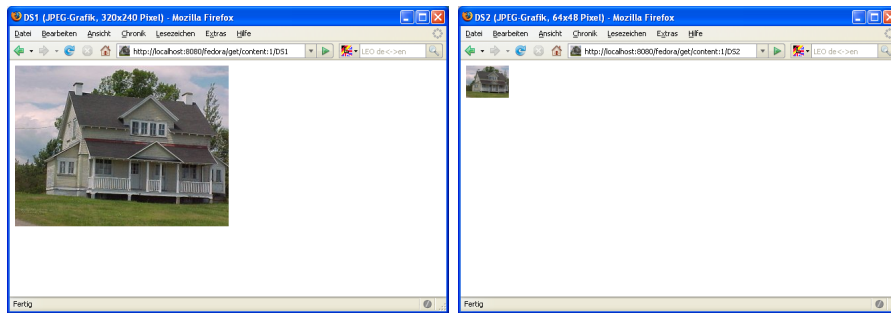 DS1 (JPEG-Grafik, 320x240 Pixel) - Mozilla Firefox
Datei Bearbeiten Ansicht Chronik Lesezeichen Extras Hilfe
http://localhost:8080/fedora/get/content:1/DS1
LEO de<->en
Fertig
DS2 (JPEG-Grafik, 64x48 Pixel) - Mozilla Firefox
Datei Bearbeiten Ansicht Chronik Lesezeichen Extras Hilfe
http://localhost:8080/fedora/get/content:1/DS2
LEO de<->en
Fertig